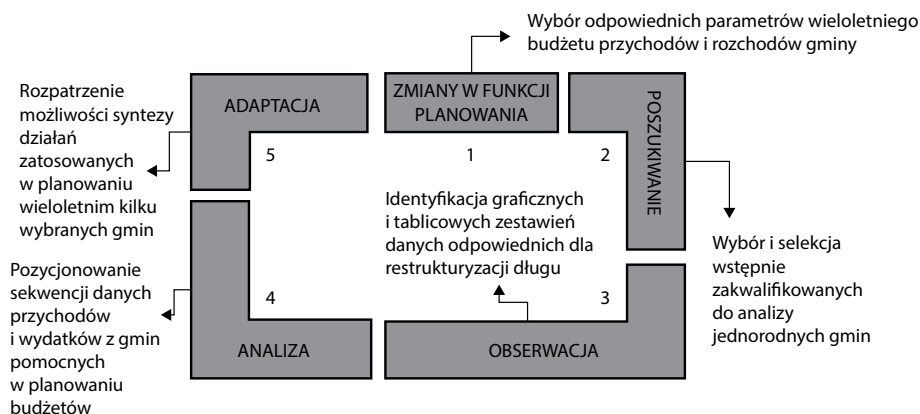 Wybór odpowiednich parametrów wieloletniego
budżetu przychodów i rozchodów gminy
ZMIANY W FUNKCJI
PLANOWANIA
1
POSZUKIWANIE
2
Wybór i selekcja
wstępnie
zakwalifikowanych
do analizy
jednorodnych gmin
OBSERWACJA
3
Identyfikacja graficznych
i tablicowych zestawień
danych odpowiednich dla
restrukturyzacji długu
ANALIZA
4
Pozycjonowanie
sekwencji danych
przychodów
i wydatków z gmin
pomocnych
w planowaniu
budżetów
ADAPTACJA
5
Rozpatrzenie
możliwości syntezy
działań
zatosowanych
w planowaniu
wieloletnim kilku
wybranych gmin